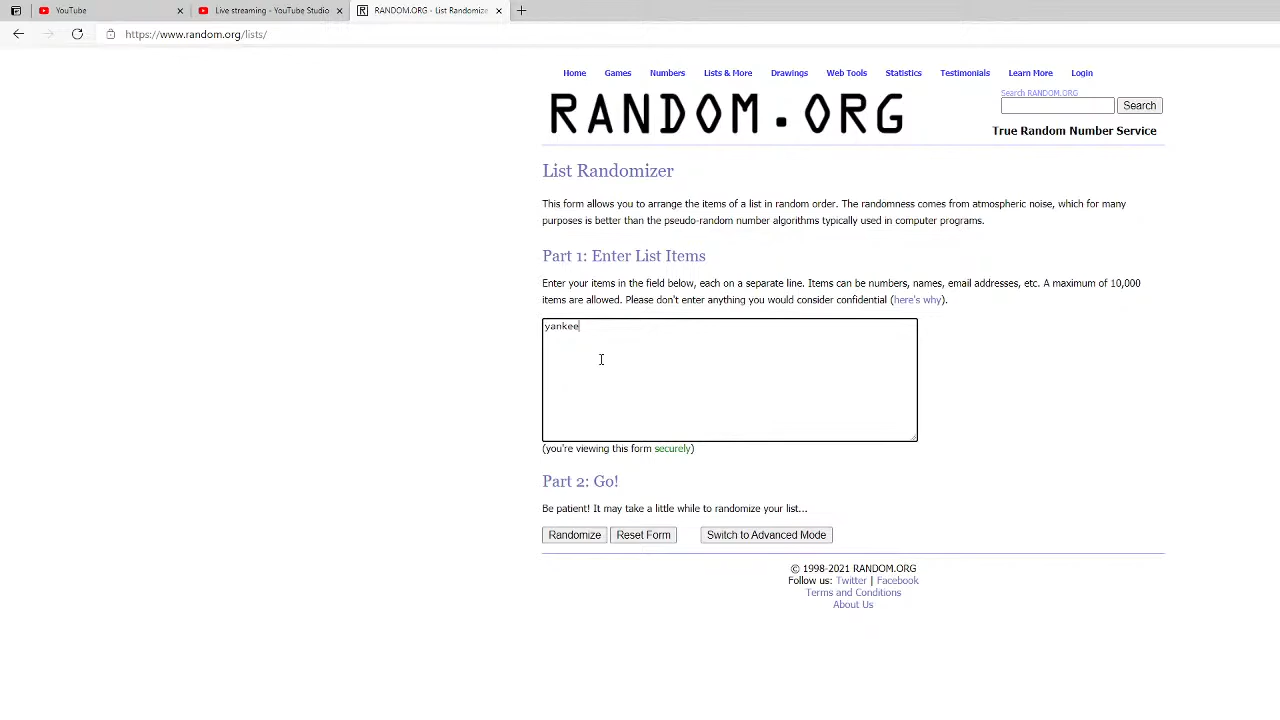 YouTube
Live streaming - YouTube Studio
RANDOM.ORG - List Randomize
https://www.random.org/lists/
Home Games Numbers Lists & More Drawings Web Tools Statistics Testimonials Learn More Login
RANDOM.ORG
Search RANDOM.ORG
Search
True Random Number Service
List Randomizer
This form allows you to arrange the items of a list in random order. The randomness comes from atmospheric noise, which for many
purposes is better than the pseudo-random number algorithms typically used in computer programs.
Part 1: Enter List Items
Enter your items in the field below, each on a separate line. Items can be numbers, names, email addresses, etc. A maximum of 10,000
items are allowed. Please don't enter anything you would consider confidential (here's why).
yankee
(you're viewing this form securely)
Part 2: Go!
Be patient! It may take a little while to randomize your list...
Randomize Reset Form Switch to Advanced Mode
© 1998-2021 RANDOM.ORG
Follow us: Twitter | Facebook
Terms and Conditions
About Us